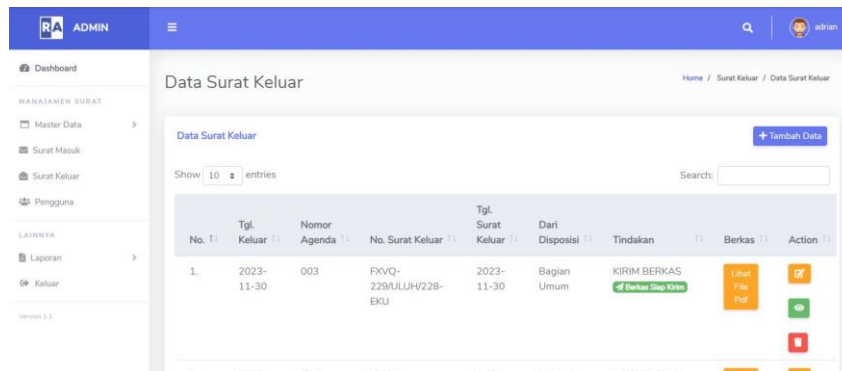 RA ADMIN
adrian
Dashboard
Data Surat Keluar
Home / Surat Keluar / Data Surat Keluar
MANAJAMEN SURAT
Master Data
Surat Masuk
Surat Keluar
Pengguna
LAINNYA
Laporan
Keluar
Version 1.1
Data Surat Keluar
Tambah Data
Show 10 entries
Search:
No.
Tgl.
Keluar
Nomor
Agenda
No. Surat Keluar
Tgl.
Surat
Keluar
Dari
Disposisi
Tindakan
Berkas
Action
1.
2023-
11-30
003
FXVQ-
229/ULUH/228-
EKU
2023-
11-30
Bagian
Umum
KIRIM BERKAS
Berkas Siap Kirim
Lihat
File
Pdf